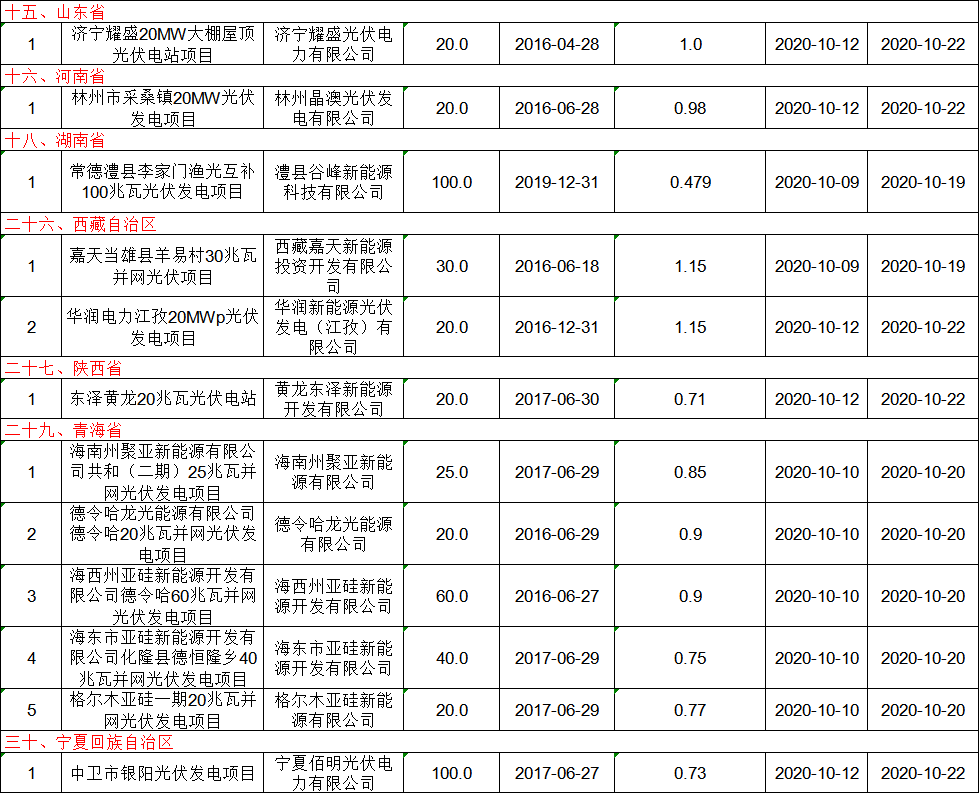 十五、山东省
1
济宁耀盛20MW大棚屋顶
光伏电站项目
济宁耀盛光伏电
力有限公司
20.0
2016-04-28
1.0
2020-10-12
2020-10-22
十六、河南省
1
林州市采桑镇20MW光伏
发电项目
林州晶澳光伏发
电有限公司
20.0
2016-06-28
0.98
2020-10-12
2020-10-22
十八、湖南省
1
常德澧县李家门渔光互补
100兆瓦光伏发电项目
澧县谷峰新能源
科技有限公司
100.0
2019-12-31
0.479
2020-10-09
2020-10-19
二十六、西藏自治区
1
嘉天当雄县羊易村30兆瓦
并网光伏项目
西藏嘉天新能源
投资开发有限公
司
30.0
2016-06-18
1.15
2020-10-09
2020-10-19
2
华润电力江孜20MWp光伏
发电项目
华润新能源光伏
发电（江孜）有
限公司
20.0
2016-12-31
1.15
2020-10-12
2020-10-22
二十七、陕西省
1
东泽黄龙20兆瓦光伏电站
黄龙东泽新能源
开发有限公司
20.0
2017-06-30
0.71
2020-10-12
2020-10-22
二十九、青海省
1
海南州聚亚新能源有限公
司共和（二期）25兆瓦并
网光伏发电项目
海南州聚亚新能
源有限公司
25.0
2017-06-29
0.85
2020-10-10
2020-10-20
2
德令哈龙光能源有限公司
德令哈20兆瓦并网光伏发
电项目
德令哈龙光能源
有限公司
20.0
2016-06-29
0.9
2020-10-10
2020-10-20
3
海西州亚硅新能源开发有
限公司德令哈60兆瓦并网
光伏发电项目
海西州亚硅新能
源开发有限公司
60.0
2016-06-27
0.9
2020-10-10
2020-10-20
4
海东市亚硅新能源开发有
限公司化隆县德恒隆乡40
兆瓦并网光伏发电项目
海东市亚硅新能
源开发有限公司
40.0
2017-06-29
0.75
2020-10-10
2020-10-20
5
格尔木亚硅一期20兆瓦并
网光伏发电项目
格尔木亚硅新能
源有限公司
20.0
2017-06-29
0.77
2020-10-10
2020-10-20
三十、宁夏回族自治区
1
中卫市银阳光伏发电项目
宁夏佰明光伏电
力有限公司
100.0
2017-06-27
0.73
2020-10-12
2020-10-22